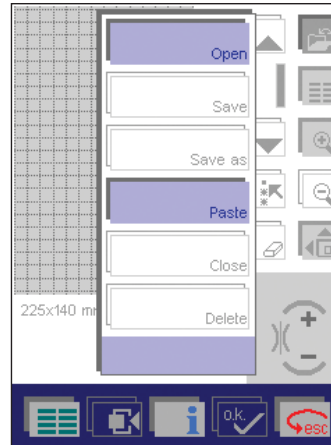 Open
Save
Save as
Paste
Close
Delete
225x140 m
i
o.k.
esc